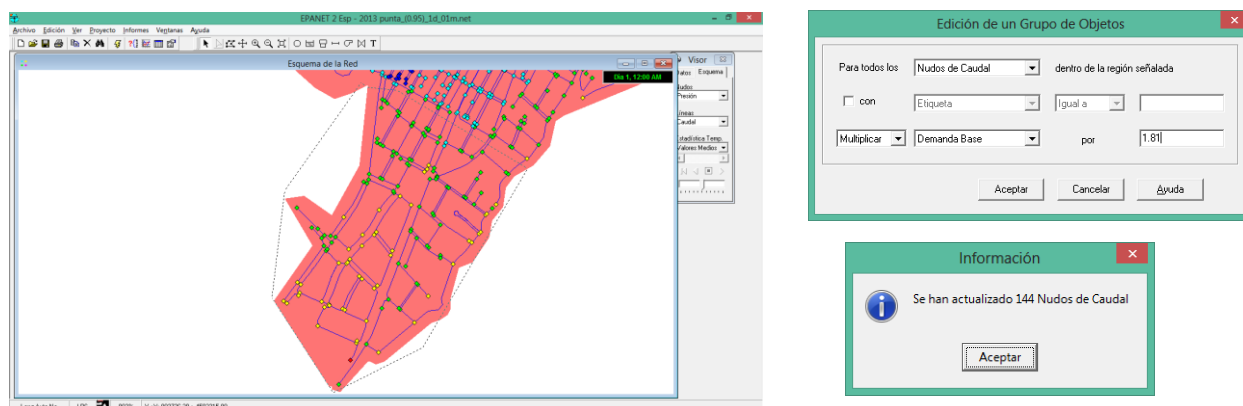 EPANET 2 Esp - 2013 punta_(0.95)_1d_01m.net
Archivo Edición Ver Proyecto Informes Ventanas Ayuda
T
Esquema de la Red
Día 1, 12:00 AM
Visor
Datos Esquema
Nudos
Presión
Líneas
Caudal
Estadística Temp.
Valores Medios
LPS
Edición de un Grupo de Objetos
Para todos los Nudos de Caudal dentro de la región señalada
con Etiqueta Igual a
Multiplicar Demanda Base por 1.81
Aceptar Cancelar Ayuda
Información
Se han actualizado 144 Nudos de Caudal
Aceptar